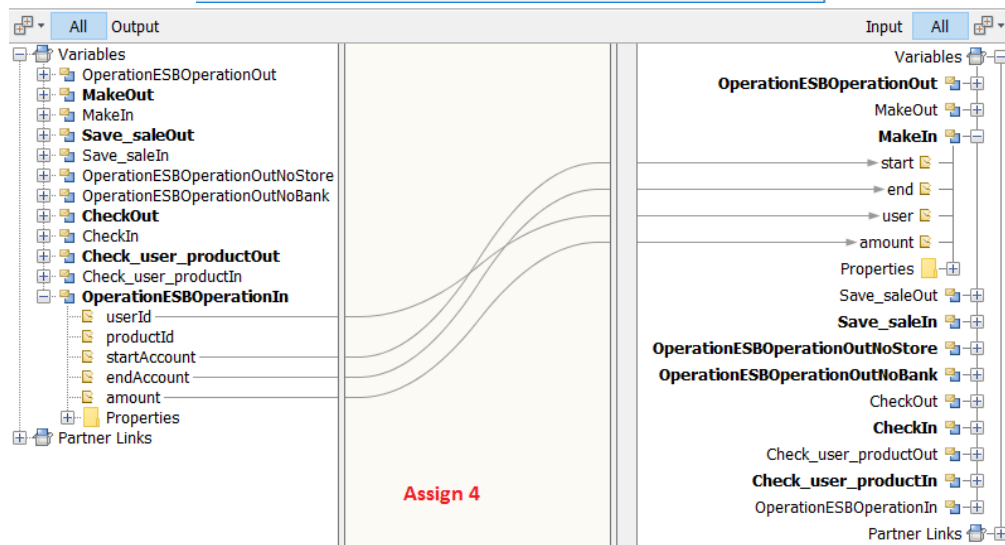 All Output
Variables
OperationESBOperationOut
MakeOut
MakeIn
Save_saleOut
Save_saleIn
OperationESBOperationOutNoStore
OperationESBOperationOutNoBank
CheckOut
CheckIn
Check_user_productOut
Check_user_productIn
OperationESBOperationIn
userId
productId
startAccount
endAccount
amount
Properties
Partner Links
Assign 4
Input All
Variables
OperationESBOperationOut
MakeOut
MakeIn
start
end
user
amount
Properties
Save_saleOut
Save_saleIn
OperationESBOperationOutNoStore
OperationESBOperationOutNoBank
CheckOut
CheckIn
Check_user_productOut
Check_user_productIn
OperationESBOperationIn
Partner Links